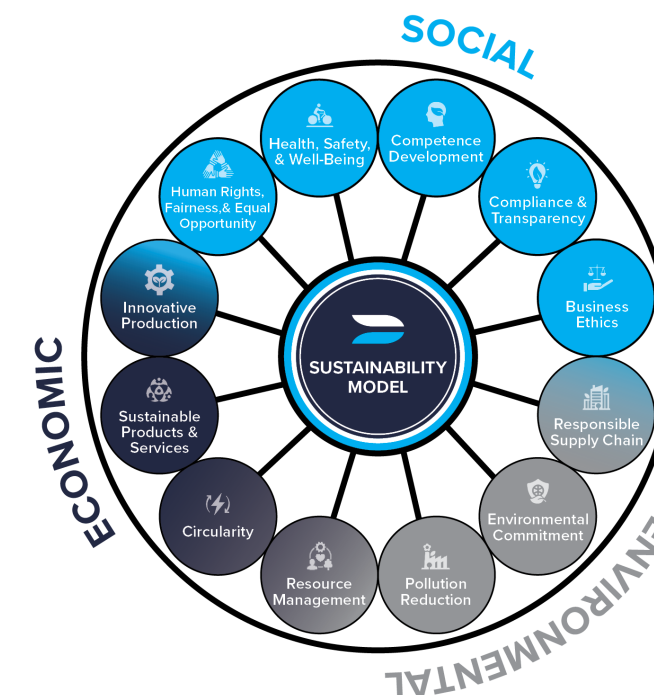 SOCIAL
Health, Safety,
& Well-Being
Competence
Development
Human Rights,
Fairness,& Equal
Opportunity
Compliance &
Transparency
Innovative
Production
Business
Ethics
SUSTAINABILITY
MODEL
ECONOMIC
Sustainable
Products &
Services
Responsible
Supply Chain
Circularity
Environmental
Commitment
Resource
Management
Pollution
Reduction
ENVIRONMENTAL